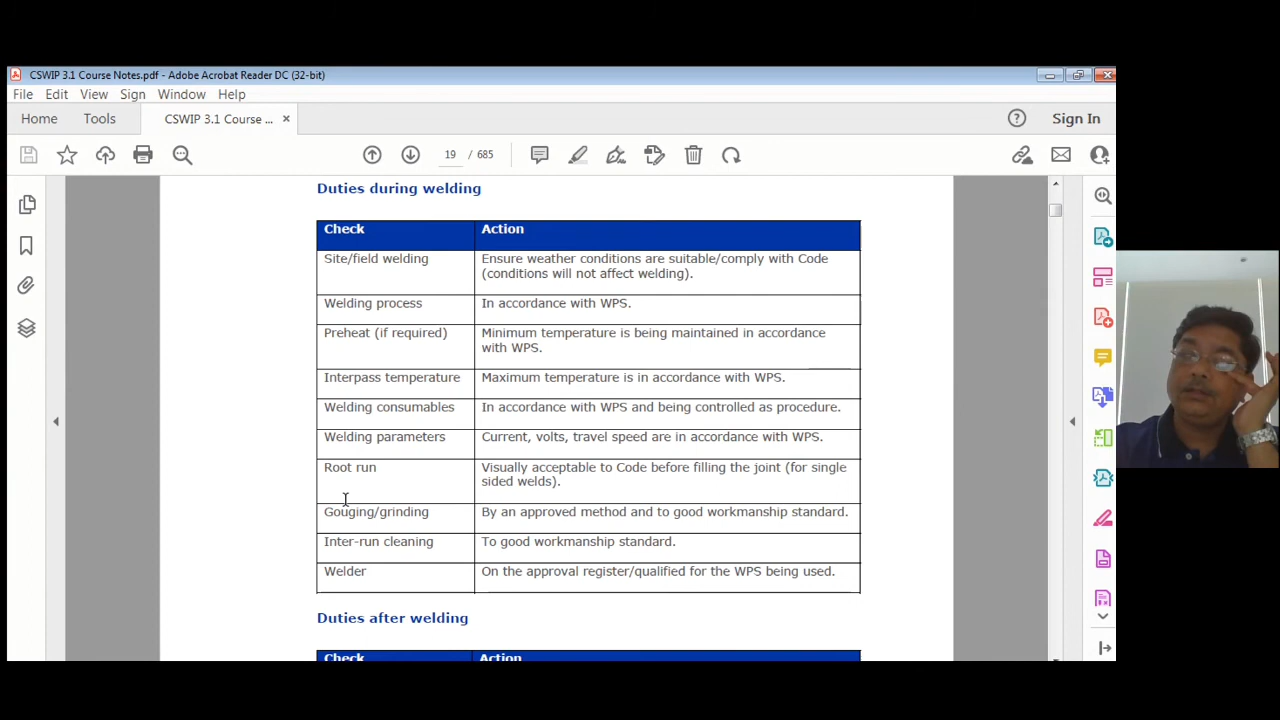 CSWIP 3.1 Course Notes.pdf - Adobe Acrobat Reader DC (32-bit)
File Edit View Sign Window Help
Home Tools CSWIP 3.1 Course ... × Sign In
19 / 685
Duties during welding
Check Action
Site/field welding Ensure weather conditions are suitable/comply with Code
(conditions will not affect welding).
Welding process In accordance with WPS.
Preheat (if required) Minimum temperature is being maintained in accordance
with WPS.
Interpass temperature Maximum temperature is in accordance with WPS.
Welding consumables In accordance with WPS and being controlled as procedure.
Welding parameters Current, volts, travel speed are in accordance with WPS.
Root run Visually acceptable to Code before filling the joint (for single
sided welds).
Gouging/grinding By an approved method and to good workmanship standard.
Inter-run cleaning To good workmanship standard.
Welder On the approval register/qualified for the WPS being used.
Duties after welding
Check Action